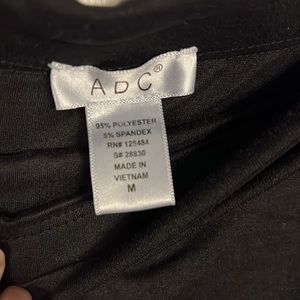 ADC®
95% POLYESTER
5% SPANDEX
RN# 125484
S# 28830
MADE IN
VIETNAM
M